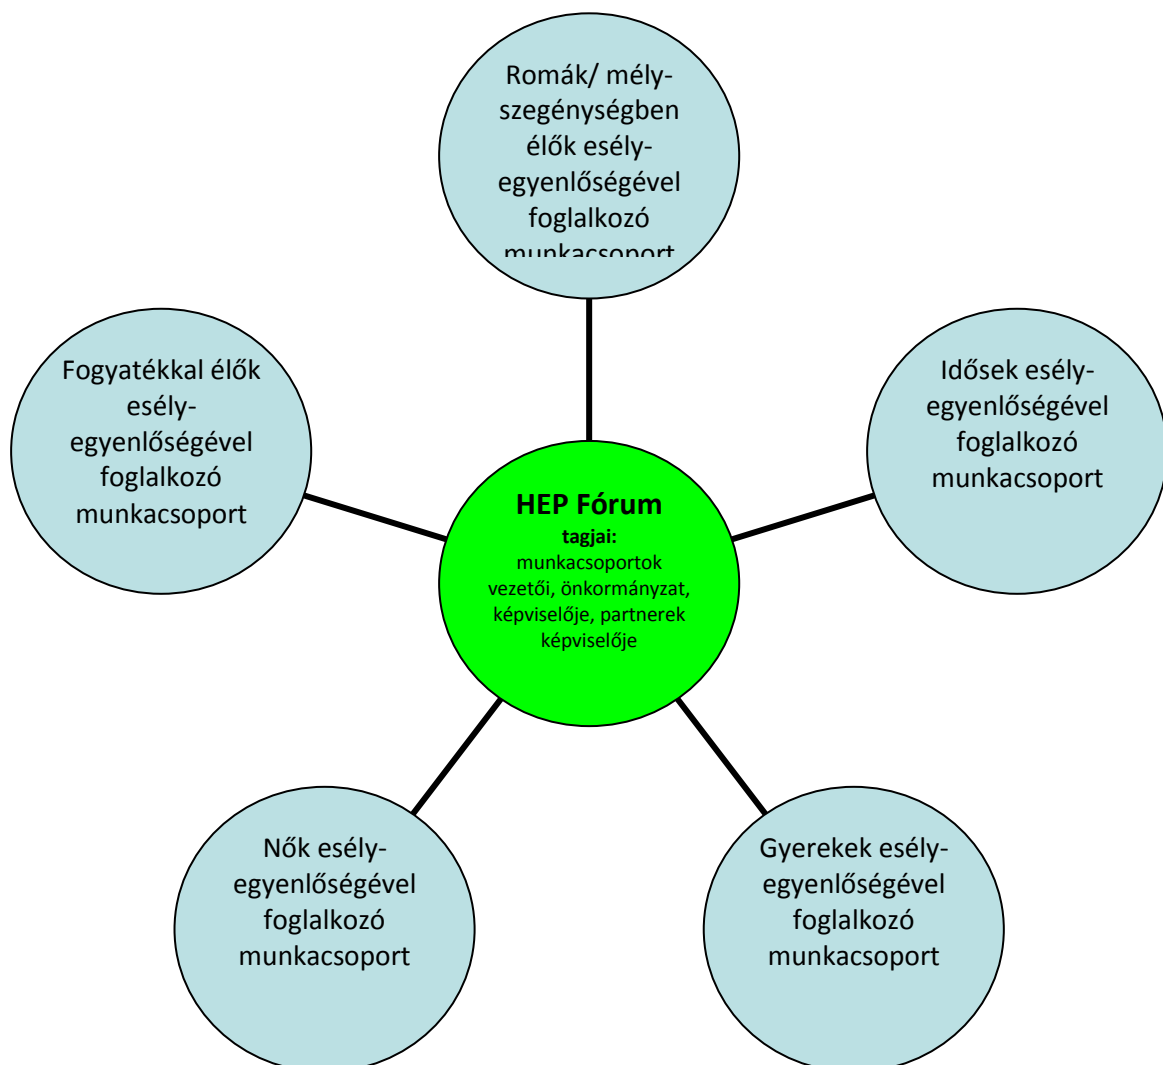 Romák/ mély-
szegénységben
élők esély-
egyenlőségével
foglalkozó
munkacsoport
Fogyatékkal élők
esély-
egyenlőségével
foglalkozó
munkacsoport
Idősek esély-
egyenlőségével
foglalkozó
munkacsoport
HEP Fórum
tagjai:
munkacsoportok
vezetői, önkormányzat,
képviselője, partnerek
képviselője
Nők esély-
egyenlőségével
foglalkozó
munkacsoport
Gyerekek esély-
egyenlőségével
foglalkozó
munkacsoport